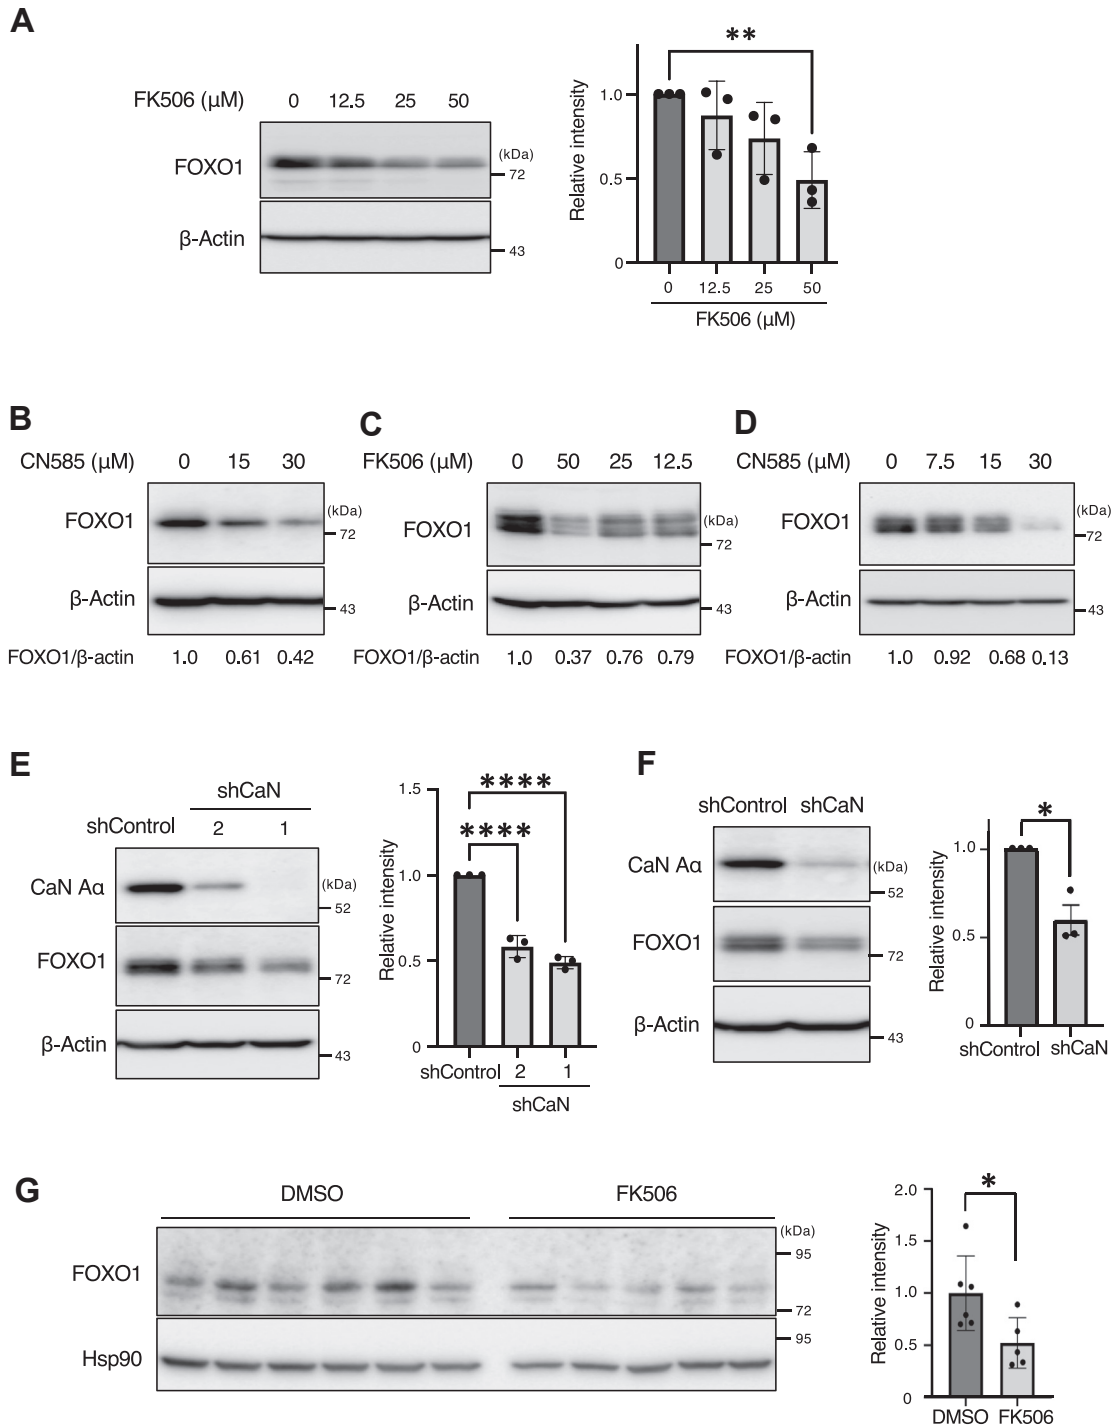 A
FK506 (μM) 0 12.5 25 50
FOXO1
(kDa)
72
β-Actin
43
**
Relative intensity
1.0
0.5
0
0 12.5 25 50
FK506 (μM)
B
CN585 (μM) 0 15 30
FOXO1
(kDa)
72
β-Actin
43
FOXO1/β-actin 1.0 0.61 0.42
C
FK506 (μM) 0 50 25 12.5
FOXO1
(kDa)
72
β-Actin
43
FOXO1/β-actin 1.0 0.37 0.76 0.79
D
CN585 (μM) 0 7.5 15 30
FOXO1
(kDa)
72
β-Actin
43
FOXO1/β-actin 1.0 0.92 0.68 0.13
E
shCaN
shControl 2 1
CaN Aα
(kDa)
52
FOXO1
72
β-Actin
43
****
****
Relative intensity
1.5
1.0
0.5
0
shControl 2 1
shCaN
F
shControl shCaN
CaN Aα
(kDa)
52
FOXO1
72
β-Actin
43
*
Relative intensity
1.0
0.5
0
shControl shCaN
G
DMSO FK506
(kDa)
95
FOXO1
72
95
Hsp90
*
Relative intensity
2.0
1.5
1.0
0.5
0
DMSO FK506